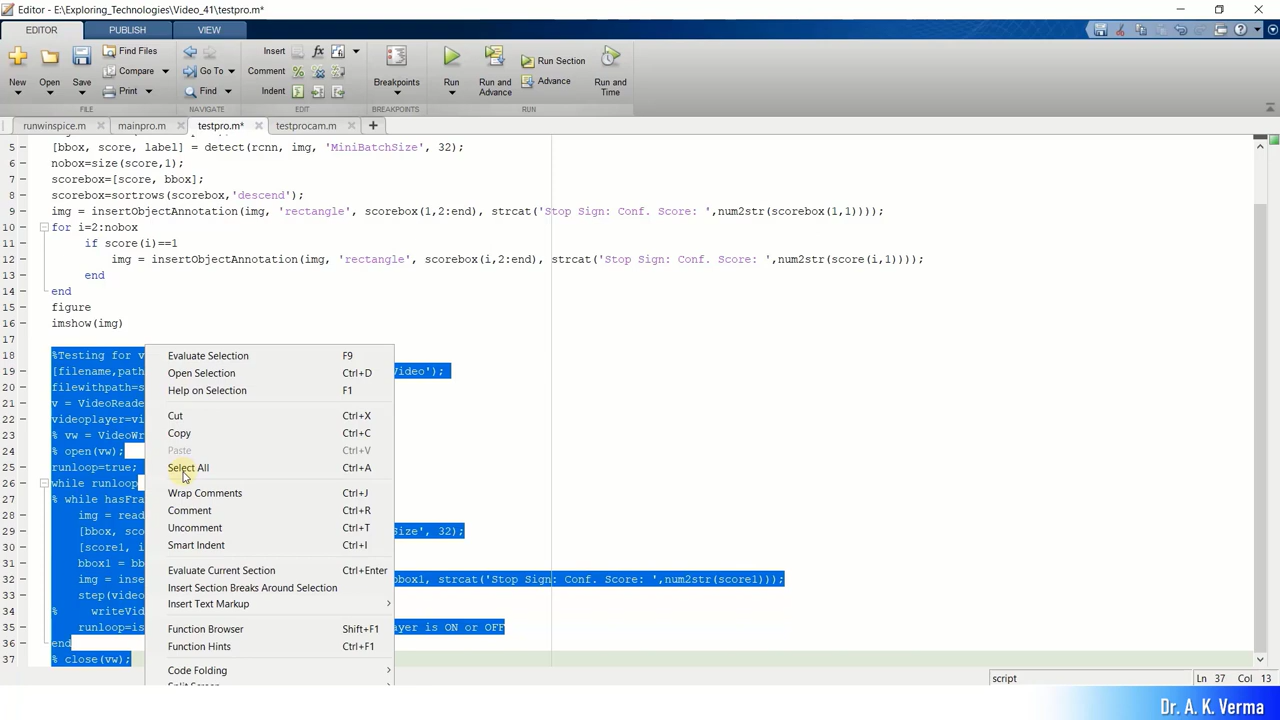 Editor - E:\Exploring_Technologies\Video_41\testpro.m*
EDITOR PUBLISH VIEW
New Open Save Find Files Compare Print Go To Find Insert fx Comment Indent Breakpoints Run Run and Advance Run Section Advance Run and Time
FILE NAVIGATE EDIT BREAKPOINTS RUN
runwinspice.m mainpro.m testpro.m* testprocam.m
5 [bbox, score, label] = detect(rcnn, img, 'MiniBatchSize', 32);
6 nobox=size(score,1);
7 scorebox=[score, bbox];
8 scorebox=sortrows(scorebox,'descend');
9 img = insertObjectAnnotation(img, 'rectangle', scorebox(1,2:end), strcat('Stop Sign: Conf. Score: ',num2str(scorebox(1,1))));
10 for i=2:nobox
11 if score(i)==1
12 img = insertObjectAnnotation(img, 'rectangle', scorebox(i,2:end), strcat('Stop Sign: Conf. Score: ',num2str(score(i,1))));
13 end
14 end
15 figure
16 imshow(img)
17
18 %Testing for v
19 [filename,path Video');
20 filewithpath=s
21 v = VideoReade
22 videoplayer=vi
23 % vw = VideoWr
24 % open(vw);
25 runloop=true;
26 while runloop
27 % while hasFra
28 img = read
29 [bbox, sco Size', 32);
30 [score1, i
31 bbox1 = bb
32 img = inse bbox1, strcat('Stop Sign: Conf. Score: ',num2str(score1)));
33 step(video
34 % writeVid
35 runloop=is ayer is ON or OFF
36 end
37 % close(vw);
Evaluate Selection F9
Open Selection Ctrl+D
Help on Selection F1
Cut Ctrl+X
Copy Ctrl+C
Paste Ctrl+V
Select All Ctrl+A
Wrap Comments Ctrl+J
Comment Ctrl+R
Uncomment Ctrl+T
Smart Indent Ctrl+I
Evaluate Current Section Ctrl+Enter
Insert Section Breaks Around Selection
Insert Text Markup
Function Browser Shift+F1
Function Hints Ctrl+F1
Code Folding
script Ln 37 Col 13
Dr. A. K. Verma